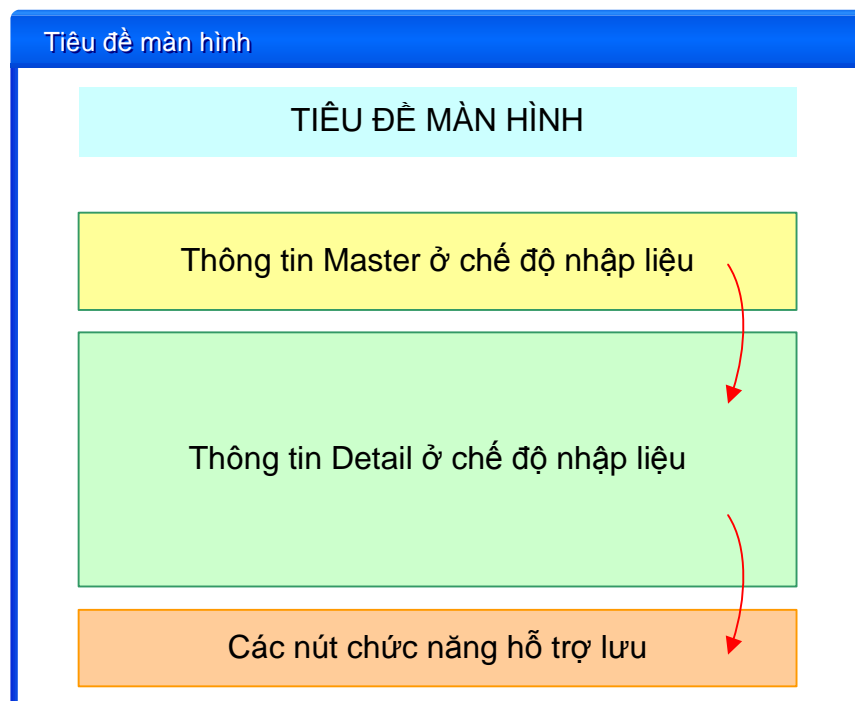 Tiêu đề màn hình
TIÊU ĐỀ MÀN HÌNH
Thông tin Master ở chế độ nhập liệu
Thông tin Detail ở chế độ nhập liệu
Các nút chức năng hỗ trợ lưu